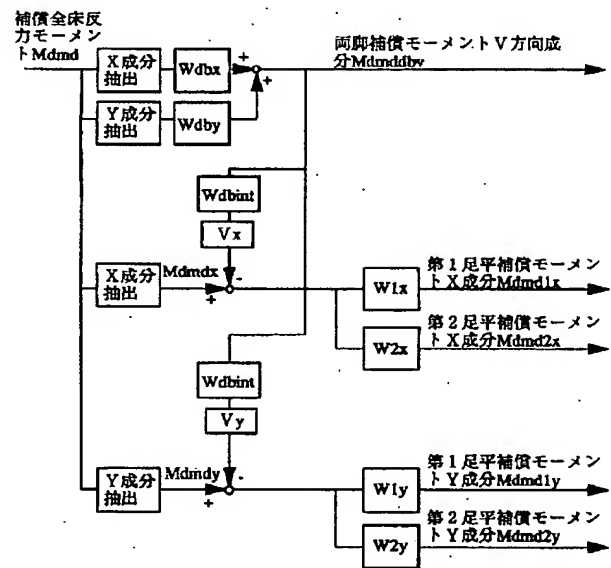 補償全床反
力モーメン
トMdmd
X成分
抽出
Wdbx
+
+
両脚補償モーメントV方向成
分Mdmddbv
Y成分
抽出
Wdby
Wdbint
Vx
-
X成分
抽出
Mdmdx
+
W1x
第1足平補償モーメン
トX成分Mdmd1x
W2x
第2足平補償モーメン
トX成分Mdmd2x
Wdbint
Vy
-
Y成分
抽出
Mdmdy
+
W1y
第1足平補償モーメン
トY成分Mdmd1y
W2y
第2足平補償モーメン
トY成分Mdmd2y